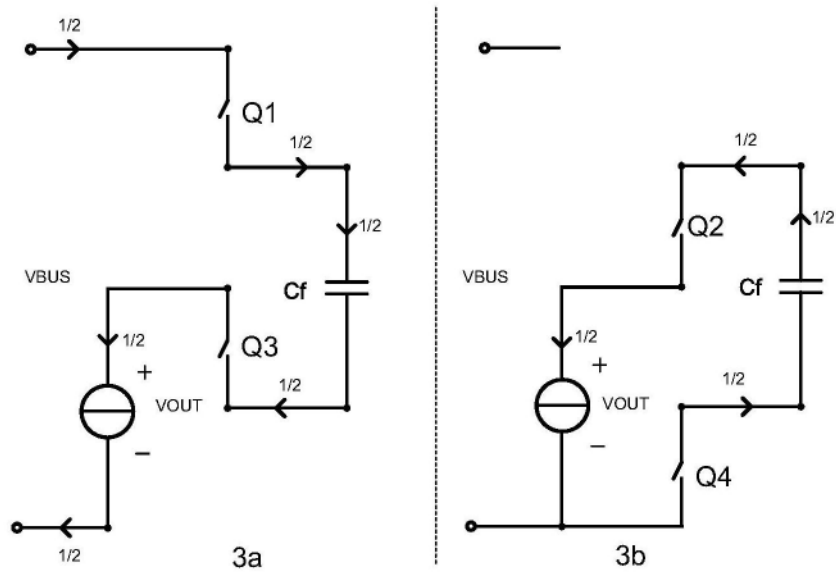 1/2
Q1
1/2
1/2
Cf
VBUS
1/2
Q3
+
VOUT
1/2
−
1/2
3a
1/2
1/2
Q2
Cf
VBUS
1/2
+
VOUT
1/2
−
Q4
3b